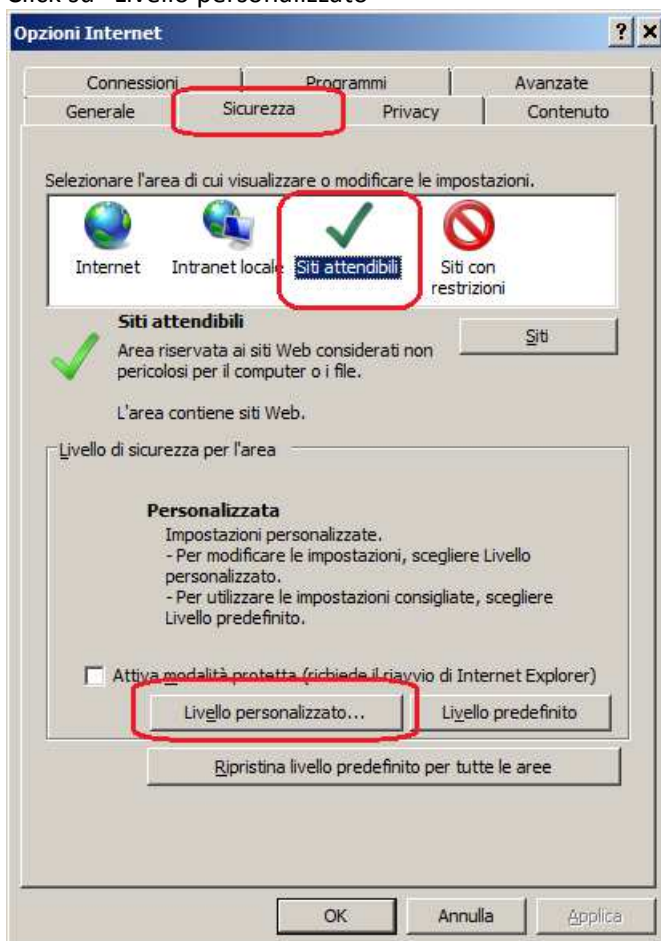 Click su "Livello personalizzato"
Opzioni Internet
Connessioni Programmi Avanzate
Generale Sicurezza Privacy Contenuto
Selezionare l'area di cui visualizzare o modificare le impostazioni.
Internet Intranet locale Siti attendibili Siti con
restrizioni
Siti attendibili
Siti
Area riservata ai siti Web considerati non
pericolosi per il computer o i file.
L'area contiene siti Web.
Livello di sicurezza per l'area
Personalizzata
Impostazioni personalizzate.
- Per modificare le impostazioni, scegliere Livello
personalizzato.
- Per utilizzare le impostazioni consigliate, scegliere
Livello predefinito.
Attiva modalità protetta (richiede il riavvio di Internet Explorer)
Livello personalizzato... Livello predefinito
Ripristina livello predefinito per tutte le aree
OK Annulla Applica